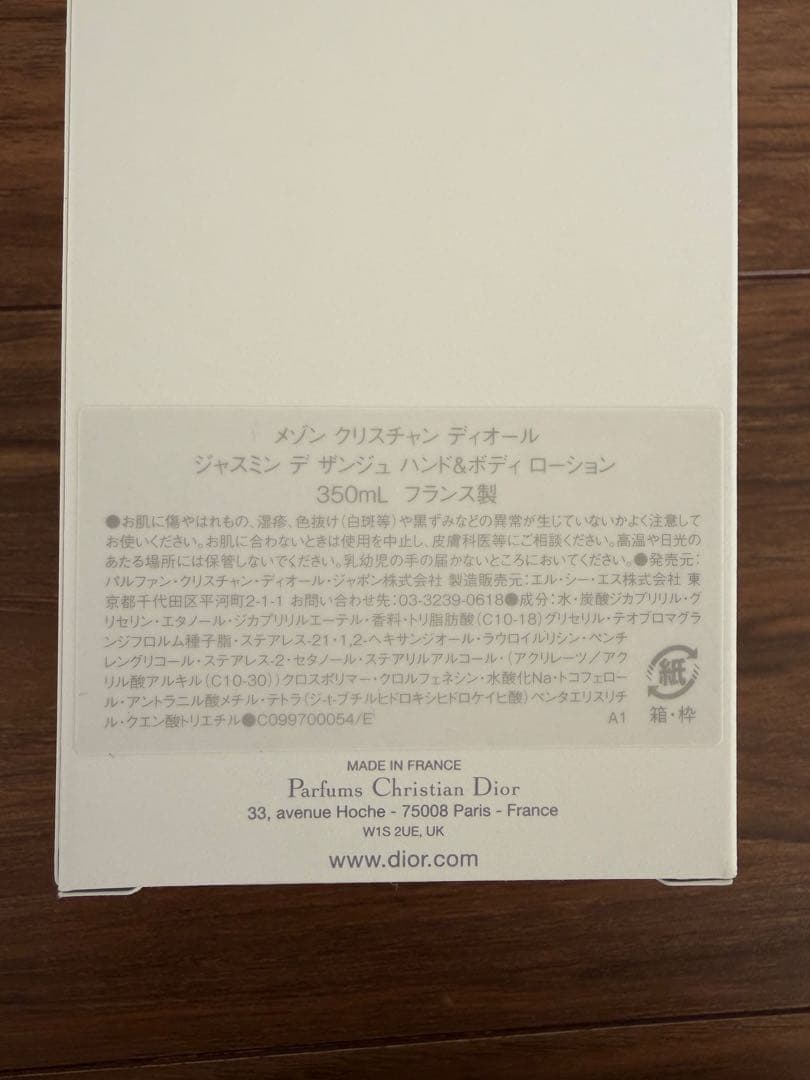 メゾン クリスチャン ディオール
ジャスミン デ ザンジュ ハンド&ボディ ローション
350mL フランス製
●お肌に傷やはれもの、湿疹、色抜け(白斑等)や黒ずみなどの異常が生じていないかよく注意して
お使いください。お肌に合わないときは使用を中止し、皮膚科医等にご相談ください。高温や日光の
あたる場所には保管しないでください。乳幼児の手の届かないところにおいてください。●発売元:
パルファン・クリスチャン・ディオール・ジャポン株式会社 製造販売元:エル・シー・エス株式会社 東
京都千代田区平河町2-1-1 お問い合わせ先:03-3239-0618●成分:水・炭酸ジカプリリル・グ
リセリン・エタノール・ジカプリリルエーテル・香料・トリ脂肪酸(C10-18)グリセリル・テオブロマグラ
ンジフロルム種子脂・ステアレス-21・1,2-ヘキサンジオール・ラウロイルリシン・ペンチ
レングリコール・ステアレス-2・セタノール・ステアリルアルコール・(アクリレーツ/アク
リル酸アルキル(C10-30))クロスポリマー・クロルフェネシン・水酸化Na・トコフェロー
ル・アントラニル酸メチル・テトラ(ジ-t-ブチルヒドロキシヒドロケイヒ酸)ペンタエリスリチ
ル・クエン酸トリエチル●C099700054/E A1
紙
箱・枠
MADE IN FRANCE
Parfums Christian Dior
33, avenue Hoche - 75008 Paris - France
W1S 2UE, UK
www.dior.com